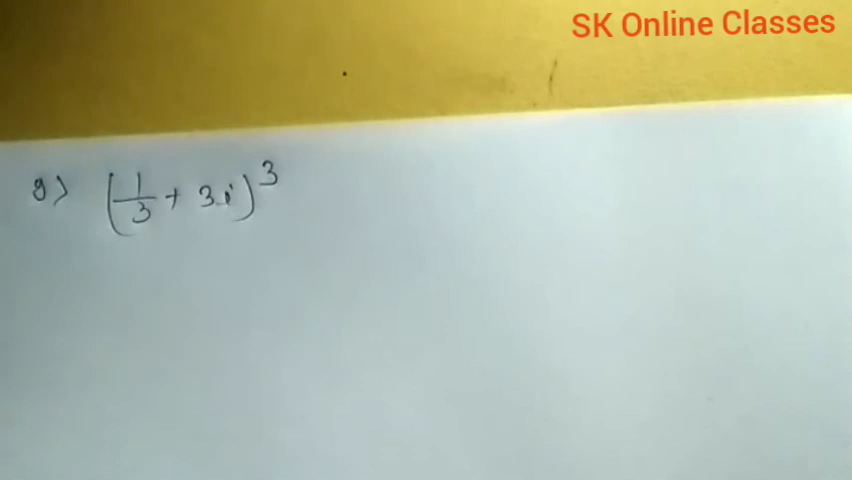 SK Online Classes
9> (1/3 + 3i)^3